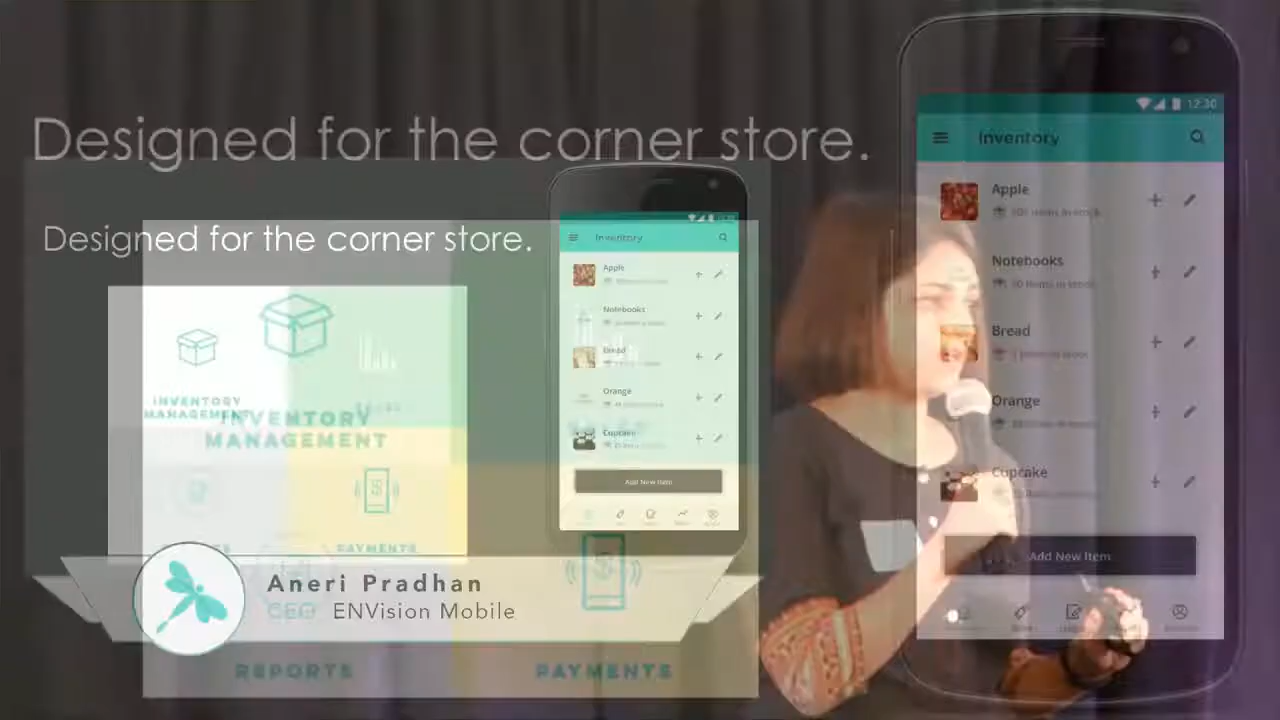 Designed for the corner store.
Designed for the corner store.
INVENTORY
MANAGEMENT
INVENTORY
MANAGEMENT
PAYMENTS
REPORTS
PAYMENTS
Inventory
Apple
Notebooks
Bread
Orange
Cupcake
Add New Item
12:30
Inventory
Apple
Notebooks
Bread
Orange
Cupcake
Add New Item
Aneri Pradhan
CEO ENVision Mobile